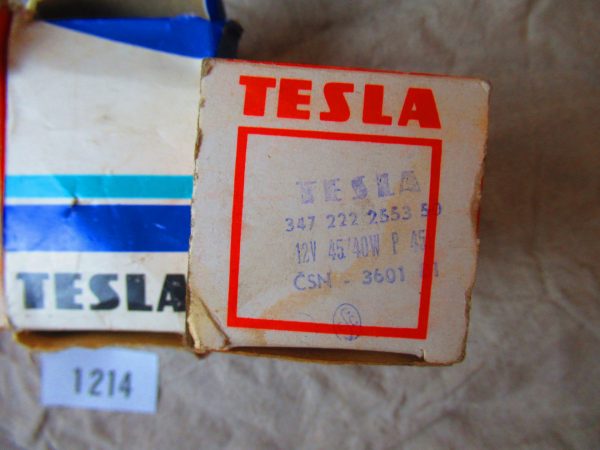 TESLA
TESLA
347 222 2553 50
12V 45/40W P 45
ČSN - 3601
TESLA
1214